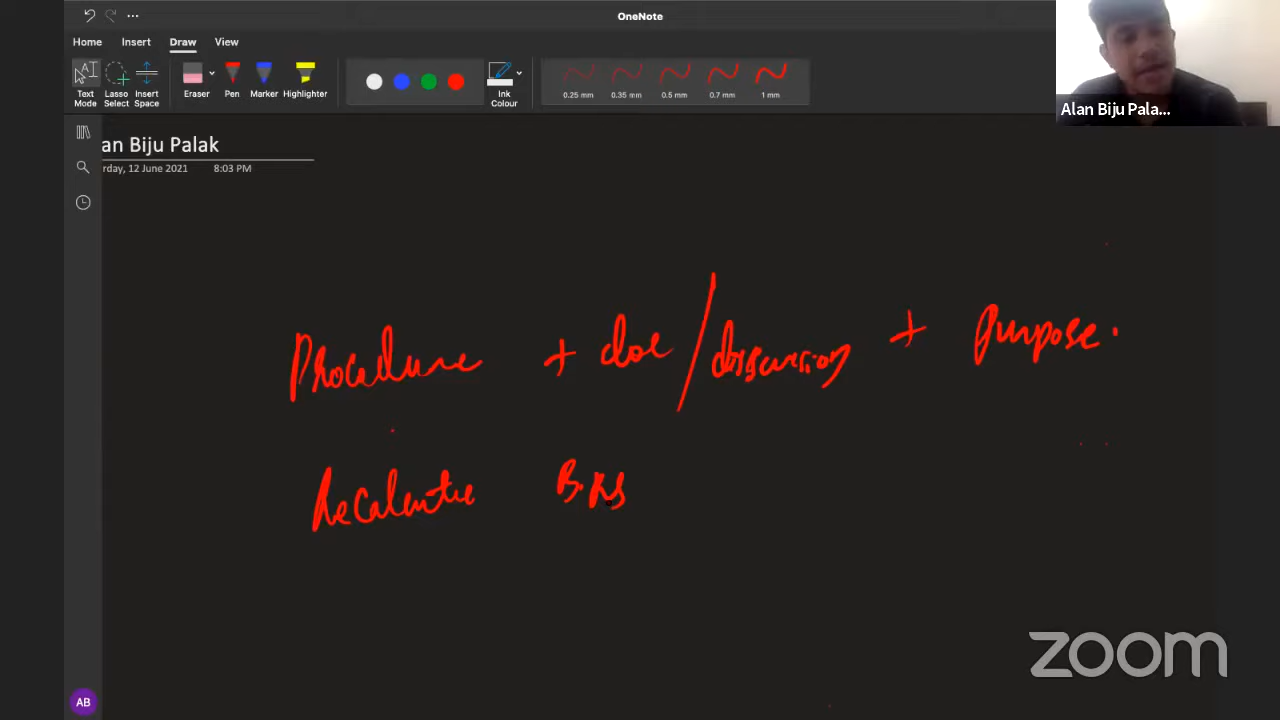 OneNote
Home Insert Draw View
Text Mode Lasso Select Insert Space Eraser Pen Marker Highlighter Ink Colour 0.25 mm 0.35 mm 0.5 mm 0.7 mm 1 mm
Alan Biju Pala...
an Biju Palak
rday, 12 June 2021 8:03 PM
Procedure + doc / discussion + purpose.
B.RS
zoom
AB